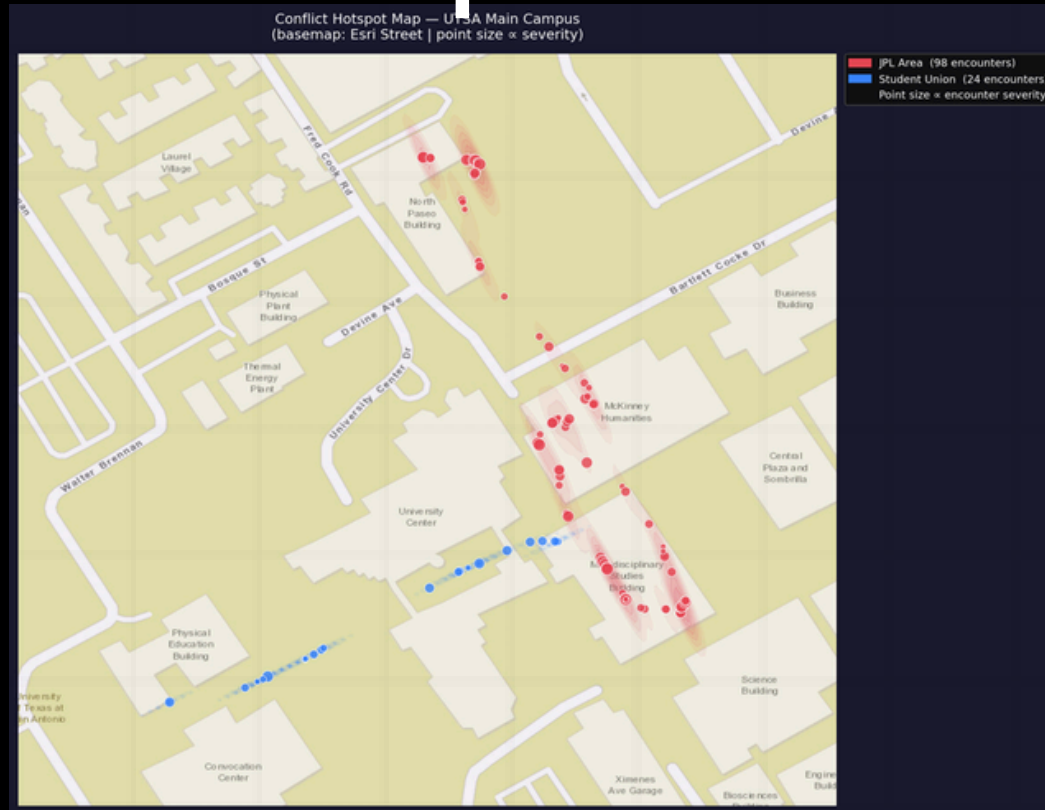 Conflict Hotspot Map — UTSA Main Campus
(basemap: Esri Street | point size ∝ severity)
JPL Area (98 encounters)
Student Union (24 encounters
Point size ∝ encounter severity
Devine
Fred Cook Rd
Laurel
Village
North
Paseo
Building
Bartlett Cocke Dr
Bosque St
Physical
Plant
Building
Business
Building
Devine Ave
Thermal
Energy
Plant
University Center Dr
McKinney
Humanities
Walter Brennan
Central
Plaza and
Sombrilla
University
Center
Studies
Building
Physical
Education
Building
Science
Building
University
f Texas at
an Antonio
Convocation
Center
Ximenes
Ave Garage
Biosciences
Engine
Build